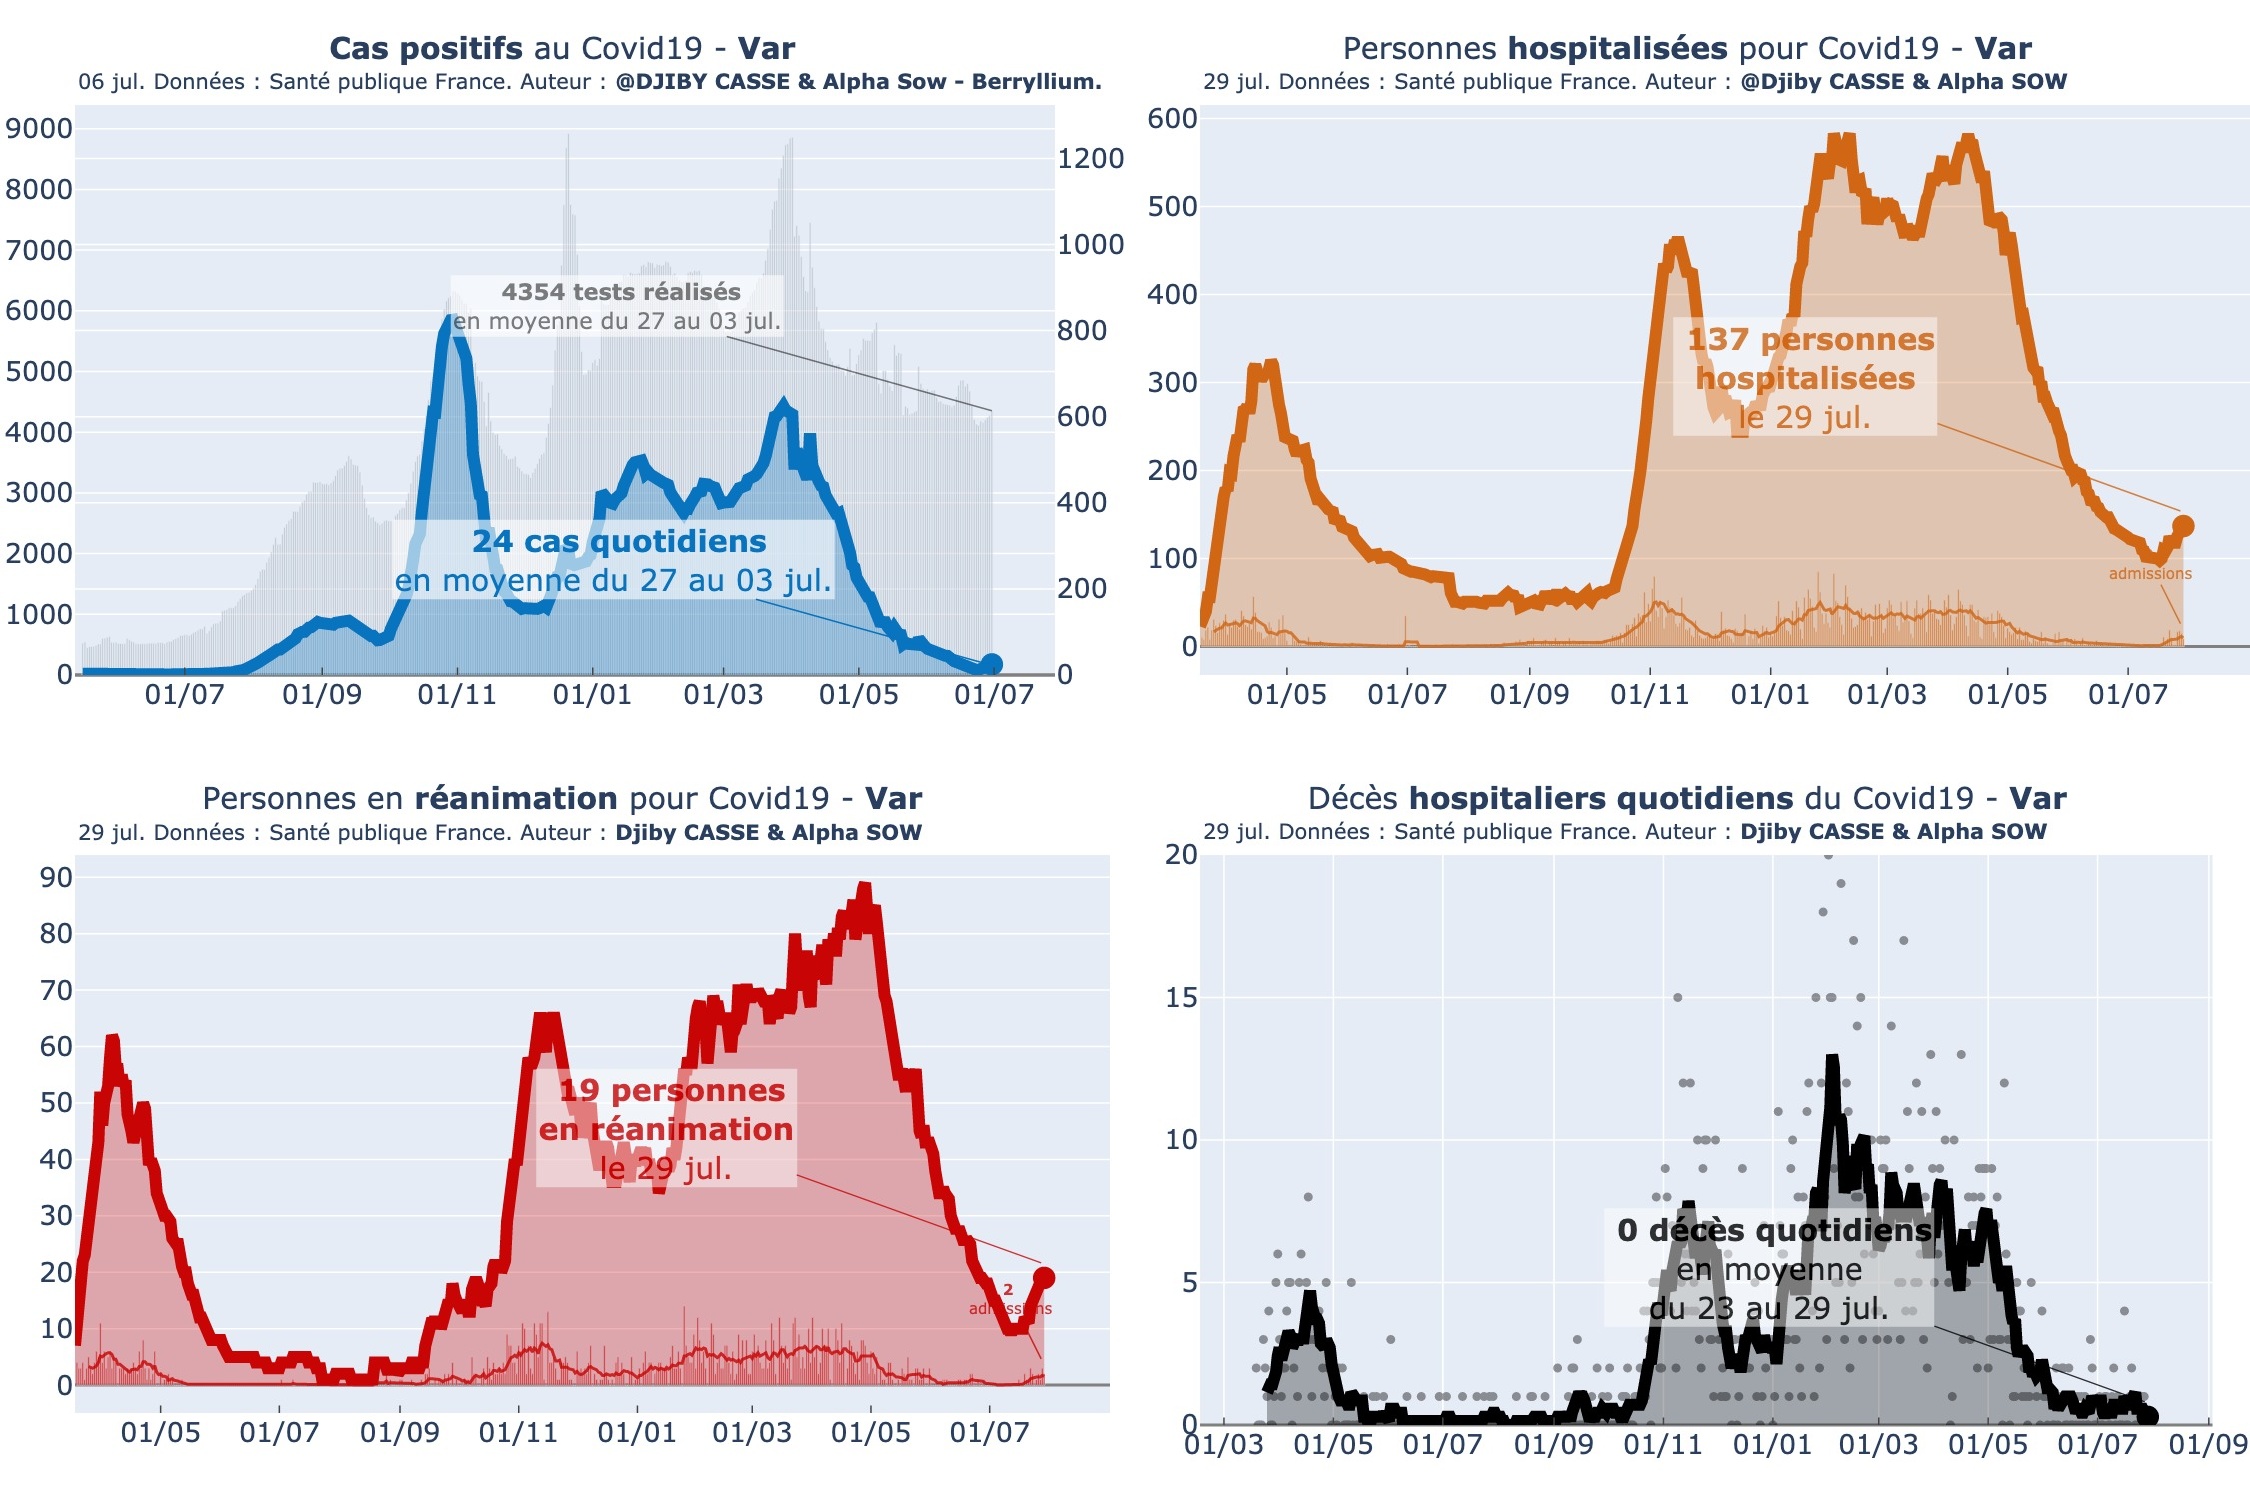 Cas positifs au Covid19 - Var
06 jul. Données : Santé publique France. Auteur : @DJIBY CASSE & Alpha Sow - Berryllium.
9000
8000
7000
6000
5000
4000
3000
2000
1000
0
1200
1000
800
600
400
200
0
4354 tests réalisés
en moyenne du 27 au 03 jul.
24 cas quotidiens
en moyenne du 27 au 03 jul.
01/07 01/09 01/11 01/01 01/03 01/05 01/07
Personnes hospitalisées pour Covid19 - Var
29 jul. Données : Santé publique France. Auteur : @Djiby CASSE & Alpha SOW
600
500
400
300
200
100
0
137 personnes
hospitalisées
le 29 jul.
admissions
01/05 01/07 01/09 01/11 01/01 01/03 01/05 01/07
Personnes en réanimation pour Covid19 - Var
29 jul. Données : Santé publique France. Auteur : Djiby CASSE & Alpha SOW
90
80
70
60
50
40
30
20
10
0
19 personnes
en réanimation
le 29 jul.
2
admissions
01/05 01/07 01/09 01/11 01/01 01/03 01/05 01/07
Décès hospitaliers quotidiens du Covid19 - Var
29 jul. Données : Santé publique France. Auteur : Djiby CASSE & Alpha SOW
20
15
10
5
0
0 décès quotidiens
en moyenne
du 23 au 29 jul.
01/03 01/05 01/07 01/09 01/11 01/01 01/03 01/05 01/07 01/09